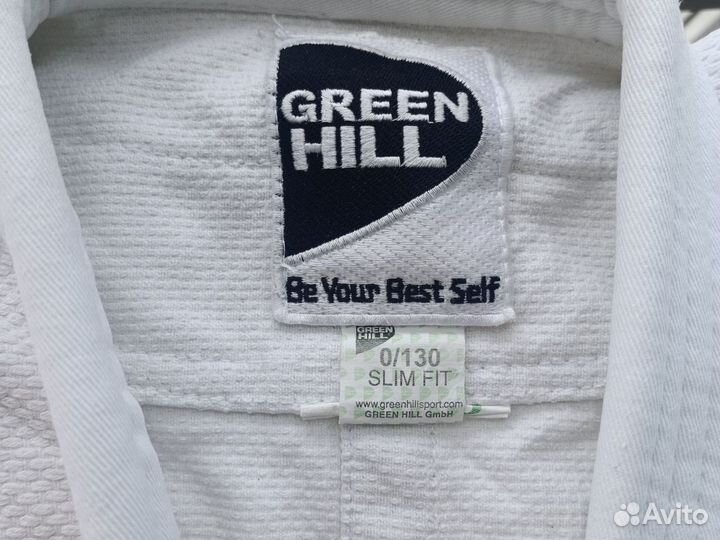 GREEN
HILL
Be Your Best Self
GREEN
HILL
0/130
SLIM FIT
www.greenhillsport.com
GREEN HILL GmbH
Avito